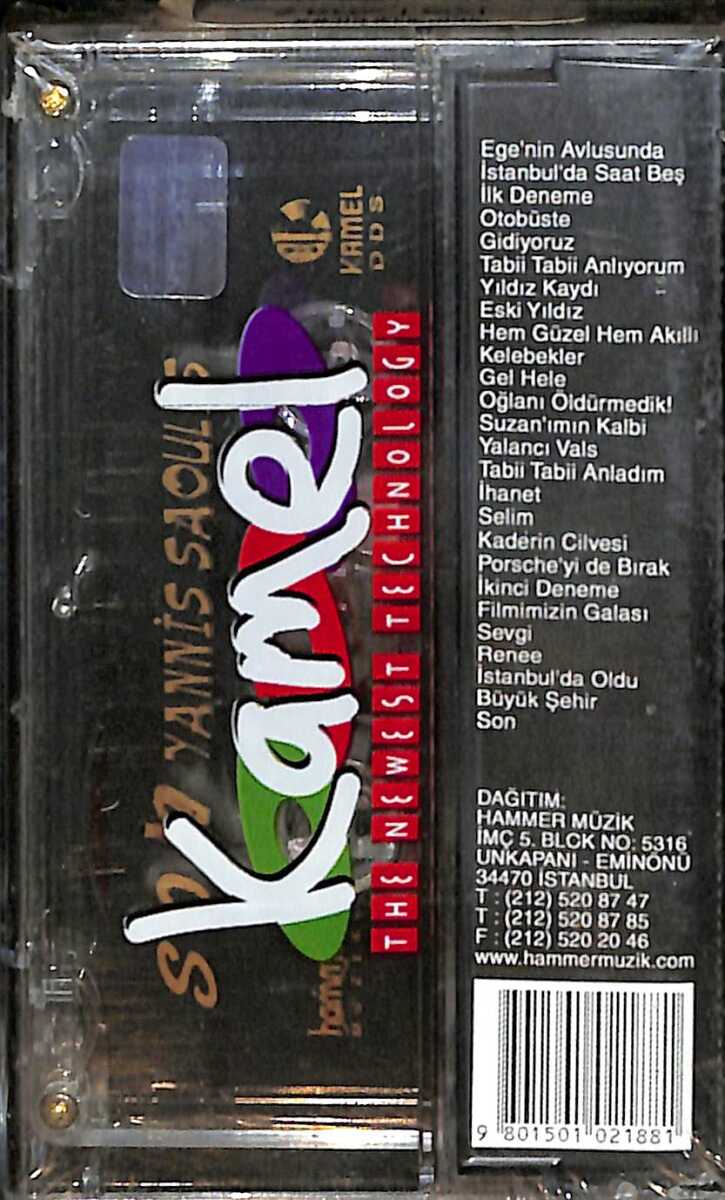 Ege'nin Avlusunda
İstanbul'da Saat Beş
İlk Deneme
Otobüste
Gidiyoruz
Tabii Tabii Anlıyorum
Yıldız Kaydı
Eski Yıldız
Hem Güzel Hem Akıllı
Kelebekler
Gel Hele
Oğlanı Öldürmedik!
Suzan'ımın Kalbi
Yalancı Vals
Tabii Tabii Anladım
İhanet
Selim
Kaderin Cilvesi
Porsche'yi de Bırak
İkinci Deneme
Filmimizin Galası
Sevgi
Renee
İstanbul'da Oldu
Büyük Şehir
Son
DAĞITIM:
HAMMER MÜZİK
İMÇ 5. BLCK NO: 5316
UNKAPANI - EMİNÖNÜ
34470 İSTANBUL
T : (212) 520 87 47
T : (212) 520 87 85
F : (212) 520 20 46
www.hammermuzik.com
9 801501 021881
KAMEL
DDS
YANNİS
Kamel
THE NEWEST TECHNOLOGY